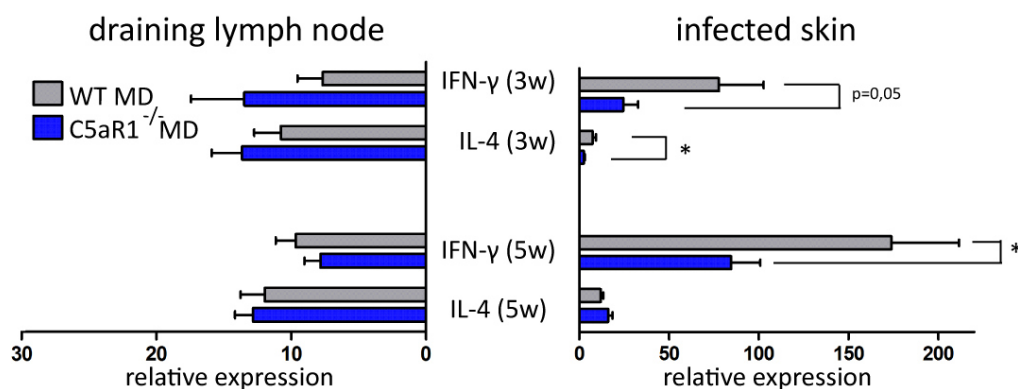 draining lymph node
infected skin
WT MD
C5aR1-/-MD
IFN-γ (3w)
IL-4 (3w)
IFN-γ (5w)
IL-4 (5w)
p=0,05
*
*
30 20 10 0
relative expression
0 50 100 150 200
relative expression